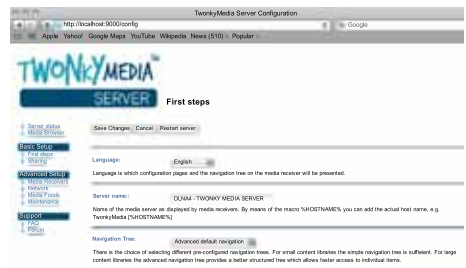 TwonkyMedia Server Configuration
http://localhost:9000/config
Google
Apple Yahoo! Google Maps YouTube Wikipedia News (510) Popular
TWONKYMEDIA
SERVER
First steps
Server status
Media Browser
Save Changes Cancel Restart server
Basic Setup
First steps
Sharing
Language:
English
Language is which configuration pages and the navigation tree on the media receiver will be presented.
Advanced Setup
Media Receivers
Network
Media Feeds
Maintenance
Server name::
DLNA4 - TWONKY MEDIA SERVER
Name of the media server as displayed by media receivers. By means of the macro %HOSTNAME% you can add the actual host name, e.g.
TwonkyMedia [%HOSTNAME%]
Support
FAQ
Forum
Navigation Tree:
Advanced default navigation
There is the choice of selecting different pre-configured navigation trees. For small content libraries the simple navigation tree is suffieint. For large
content libraries the advanced navigation tree provides a better structured tree which allows faster access to individual items.